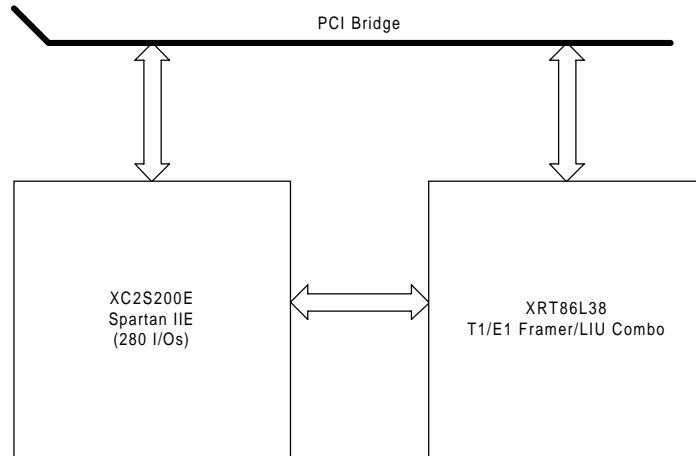 PCI Bridge
XC2S200E
Spartan IIE
(280 I/Os)
XRT86L38
T1/E1 Framer/LIU Combo